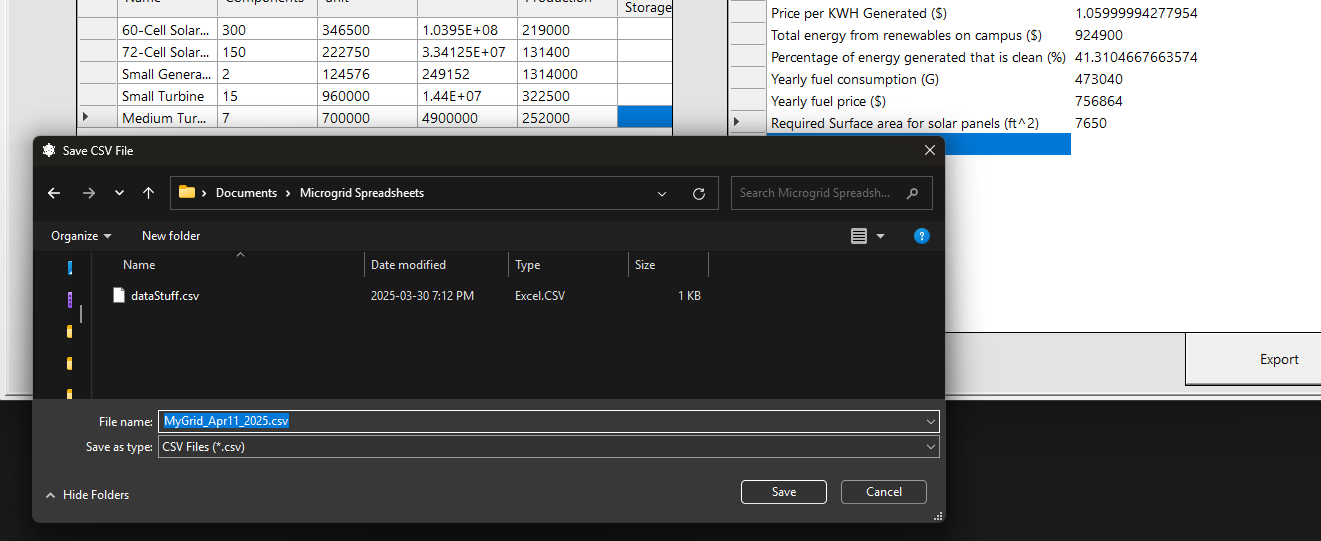 Name Components unit Production Storage
60-Cell Solar... 300 346500 1.0395E+08 219000
72-Cell Solar... 150 222750 3.34125E+07 131400
Small Genera... 2 124576 249152 1314000
Small Turbine 15 960000 1.44E+07 322500
Medium Tur... 7 700000 4900000 252000
Price per KWH Generated ($) 1.05999994277954
Total energy from renewables on campus ($) 924900
Percentage of energy generated that is clean (%) 41.3104667663574
Yearly fuel consumption (G) 473040
Yearly fuel price ($) 756864
Required Surface area for solar panels (ft^2) 7650
Save CSV File
Documents > Microgrid Spreadsheets
Search Microgrid Spreadsh...
Organize New folder
?
Name Date modified Type Size
dataStuff.csv 2025-03-30 7:12 PM Excel.CSV 1 KB
Export
File name: MyGrid_Apr11_2025.csv
Save as type: CSV Files (*.csv)
Hide Folders Save Cancel